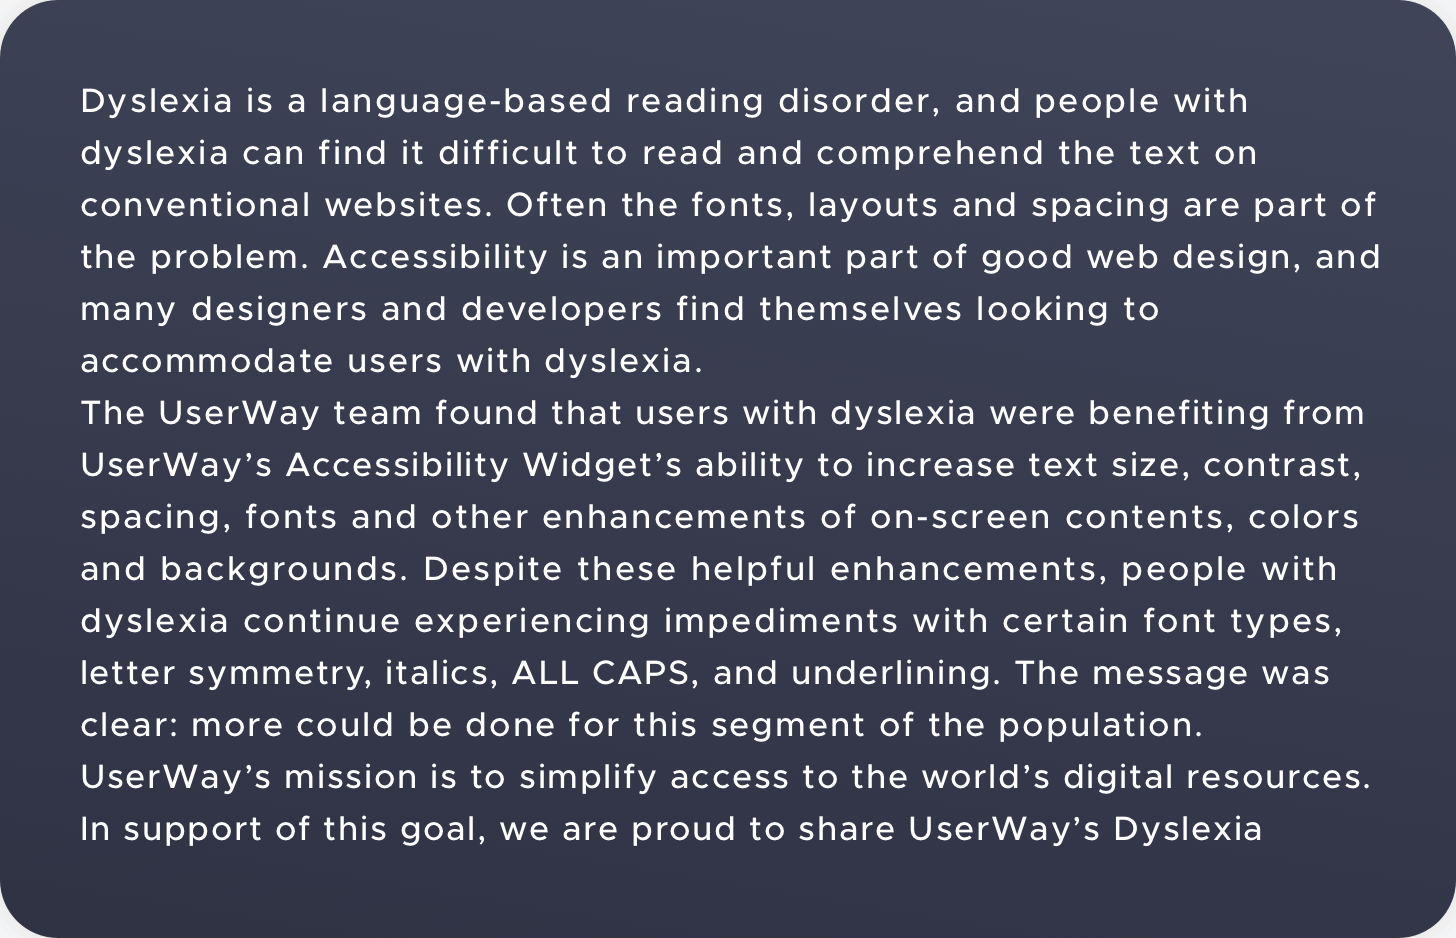 Dyslexia is a language-based reading disorder, and people with
dyslexia can find it difficult to read and comprehend the text on
conventional websites. Often the fonts, layouts and spacing are part of
the problem. Accessibility is an important part of good web design, and
many designers and developers find themselves looking to
accommodate users with dyslexia.
The UserWay team found that users with dyslexia were benefiting from
UserWay’s Accessibility Widget’s ability to increase text size, contrast,
spacing, fonts and other enhancements of on-screen contents, colors
and backgrounds. Despite these helpful enhancements, people with
dyslexia continue experiencing impediments with certain font types,
letter symmetry, italics, ALL CAPS, and underlining. The message was
clear: more could be done for this segment of the population.
UserWay’s mission is to simplify access to the world’s digital resources.
In support of this goal, we are proud to share UserWay’s Dyslexia